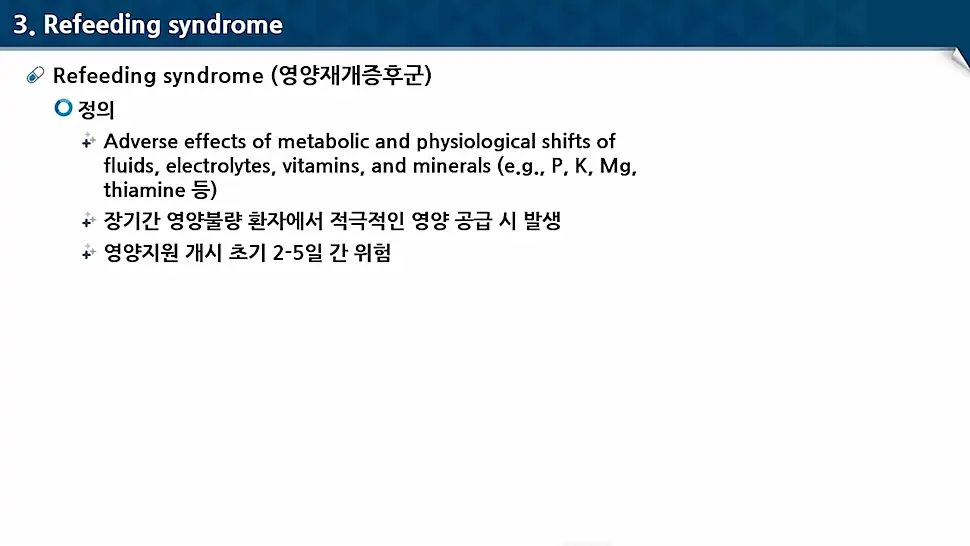 3. Refeeding syndrome
Refeeding syndrome (영양재개증후군)
정의
Adverse effects of metabolic and physiological shifts of
fluids, electrolytes, vitamins, and minerals (e.g., P, K, Mg,
thiamine 등)
장기간 영양불량 환자에서 적극적인 영양 공급 시 발생
영양지원 개시 초기 2-5일 간 위험